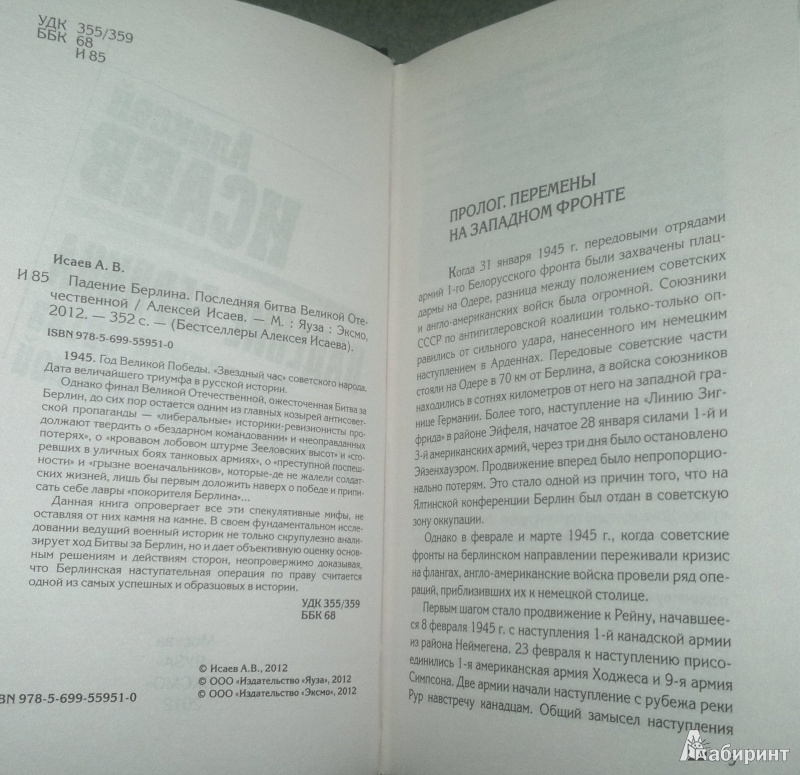 УДК 355/359
ББК 68
И 85
Исаев А. В.
И 85 Падение Берлина. Последняя битва Великой Оте-
чественной / Алексей Исаев. — М. : Яуза : Эксмо,
2012. — 352 с. — (Бестселлеры Алексея Исаева).
ISBN 978-5-699-55951-0
1945. Год Великой Победы. «Звездный час» советского народа.
Дата величайшего триумфа в русской истории.
Однако финал Великой Отечественной, ожесточенная Битва за
Берлин, до сих пор остается одним из главных козырей антисовет-
ской пропаганды — «либеральные» историки-ревизионисты про-
должают твердить о «бездарном командовании» и «неоправданных
потерях», о «кровавом лобовом штурме Зееловских высот» и «сго-
ревших в уличных боях танковых армиях», о «преступной поспеш-
ности» и «грызне военачальников», которые-де не жалели солдат-
ских жизней, лишь бы первым доложить наверх о победе и припи-
сать себе лавры «покорителя Берлина»...
Данная книга опровергает все эти спекулятивные мифы, не
оставляя от них камня на камне. В своем фундаментальном иссле-
довании ведущий военный историк не только скрупулезно анали-
зирует ход Битвы за Берлин, но и дает объективную оценку основ-
ным решениям и действиям сторон, неопровержимо доказывая,
что Берлинская наступательная операция по праву считается
одной из самых успешных и образцовых в истории.
УДК 355/359
ББК 68
© Исаев А.В., 2012
© ООО «Издательство «Яуза», 2012
© ООО «Издательство «Эксмо», 2012
BN 978-5-699-55951-0
ПРОЛОГ. ПЕРЕМЕНЫ
НА ЗАПАДНОМ ФРОНТЕ
Когда 31 января 1945 г. передовыми отрядами
армий 1-го Белорусского фронта были захвачены плац-
дармы на Одере, разница между положением советских
и англо-американских войск была огромной. Союзники
СССР по антигитлеровской коалиции только-только оп-
равились от сильного удара, нанесенного им немецким
наступлением в Арденнах. Передовые советские части
стояли на Одере в 70 км от Берлина, а войска союзников
находились в сотнях километров от него на западной гра-
нице Германии. Более того, наступление на «Линию Зиг-
фрида» в районе Эйфеля, начатое 28 января силами 1-й и
3-й американских армий, через три дня было остановлено
Эйзенхауэром. Продвижение вперед было непропорцио-
нально потерям. Это стало одной из причин того, что на
Ялтинской конференции Берлин был отдан в советскую
зону оккупации.
Однако в феврале и марте 1945 г., когда советские
фронты на берлинском направлении переживали кризис
на флангах, англо-американские войска провели ряд опе-
раций, приблизивших их к немецкой столице.
Первым шагом стало продвижение к Рейну, начавшее-
еся 8 февраля 1945 г. с наступления 1-й канадской армии
из района Неймегена. 23 февраля к наступлению присо-
единились 1-я американская армия Ходжеса и 9-я армия
Симпсона. Две армии начали наступление с рубежа реки
Рур навстречу канадцам. Общий замысел наступления
Лабиринт